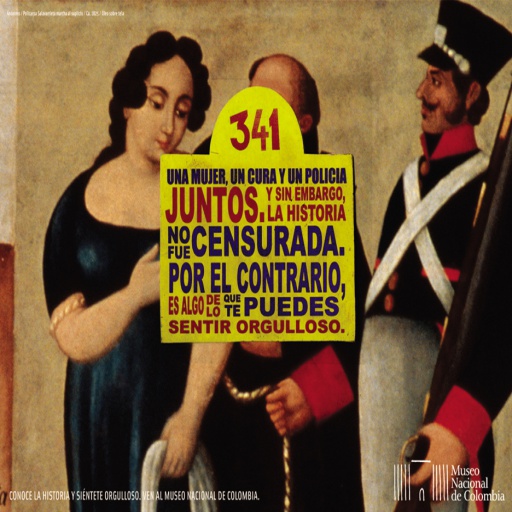 341
UNA MUJER, UN CURA Y UN POLICIA
JUNTOS. Y SIN EMBARGO,
LA HISTORIA
NO FUE CENSURADA.
POR EL CONTRARIO,
ES ALGO DE LO QUE TE PUEDES
SENTIR ORGULLOSO.
CONOCE LA HISTORIA Y SIÉNTETE ORGULLOSO. VEN AL MUSEO NACIONAL DE COLOMBIA.
Museo
Nacional
de Colombia